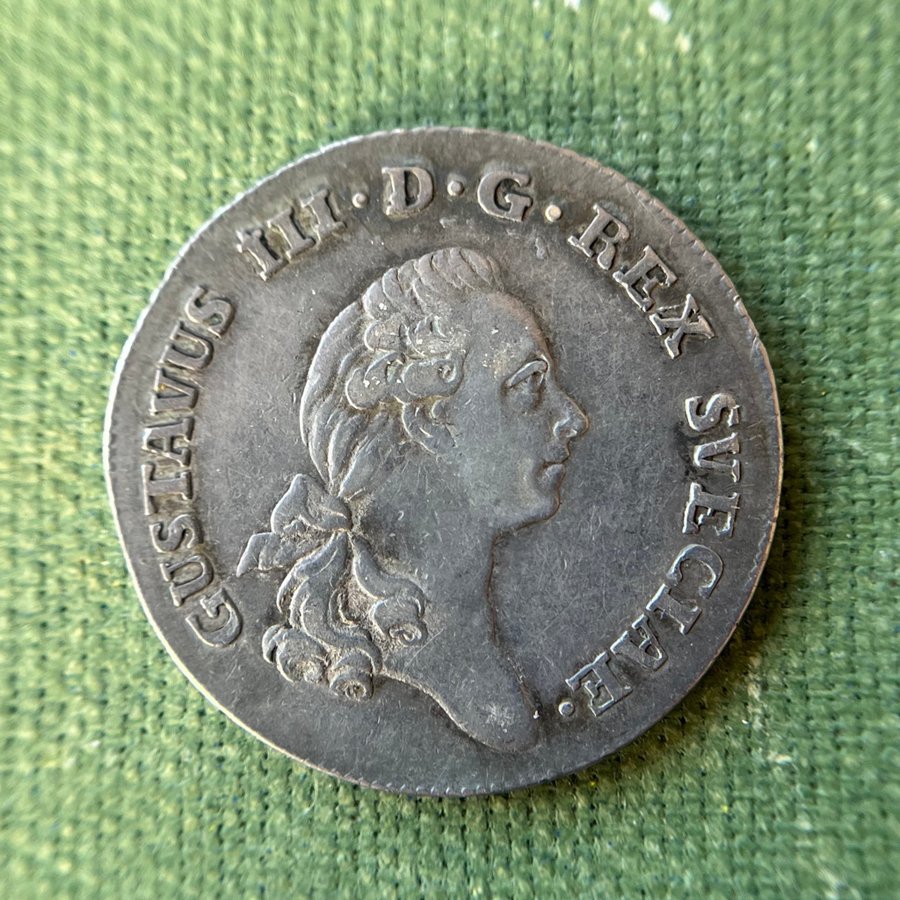 GUSTAVUS III · D · G · REX SVECIAE ·